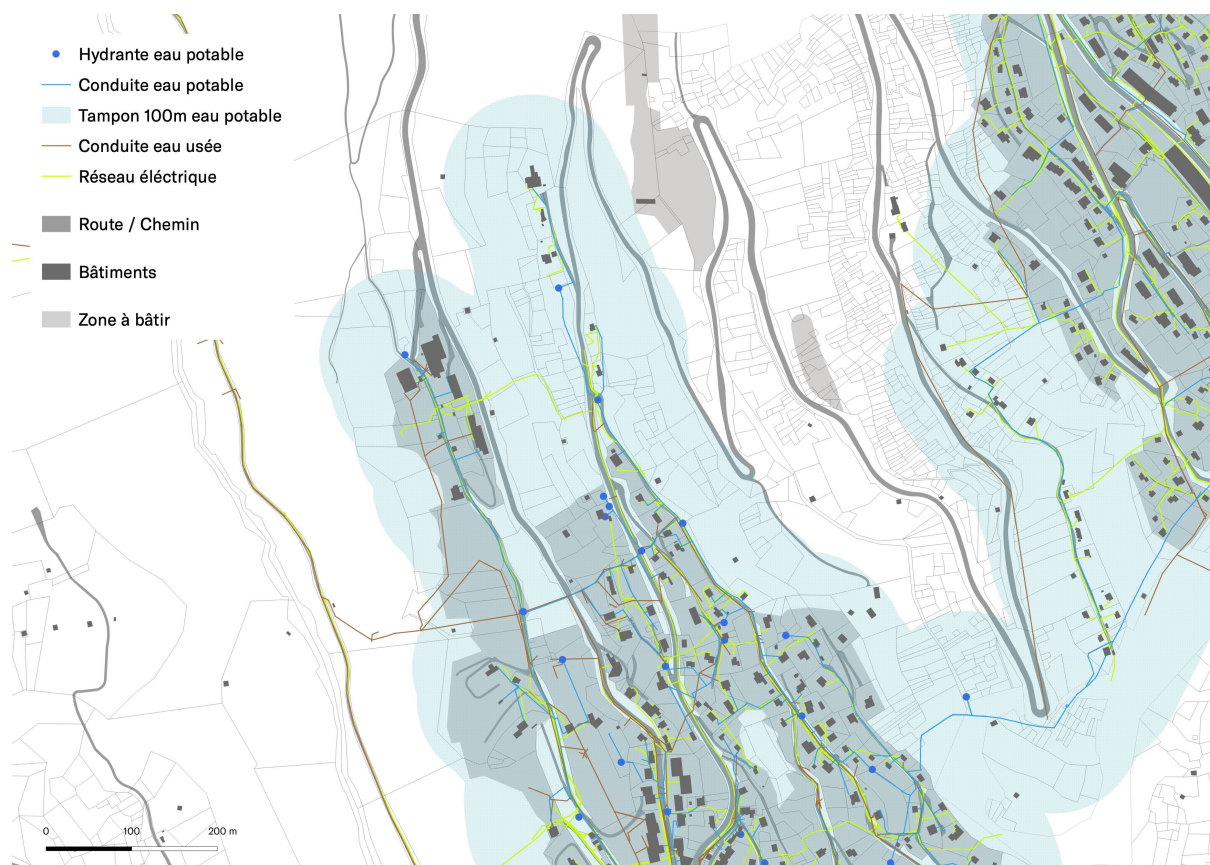 Hydrante eau potable
Conduite eau potable
Tampon 100m eau potable
Conduite eau usée
Réseau éléctrique
Route / Chemin
Bâtiments
Zone à bâtir
0 100 200 m